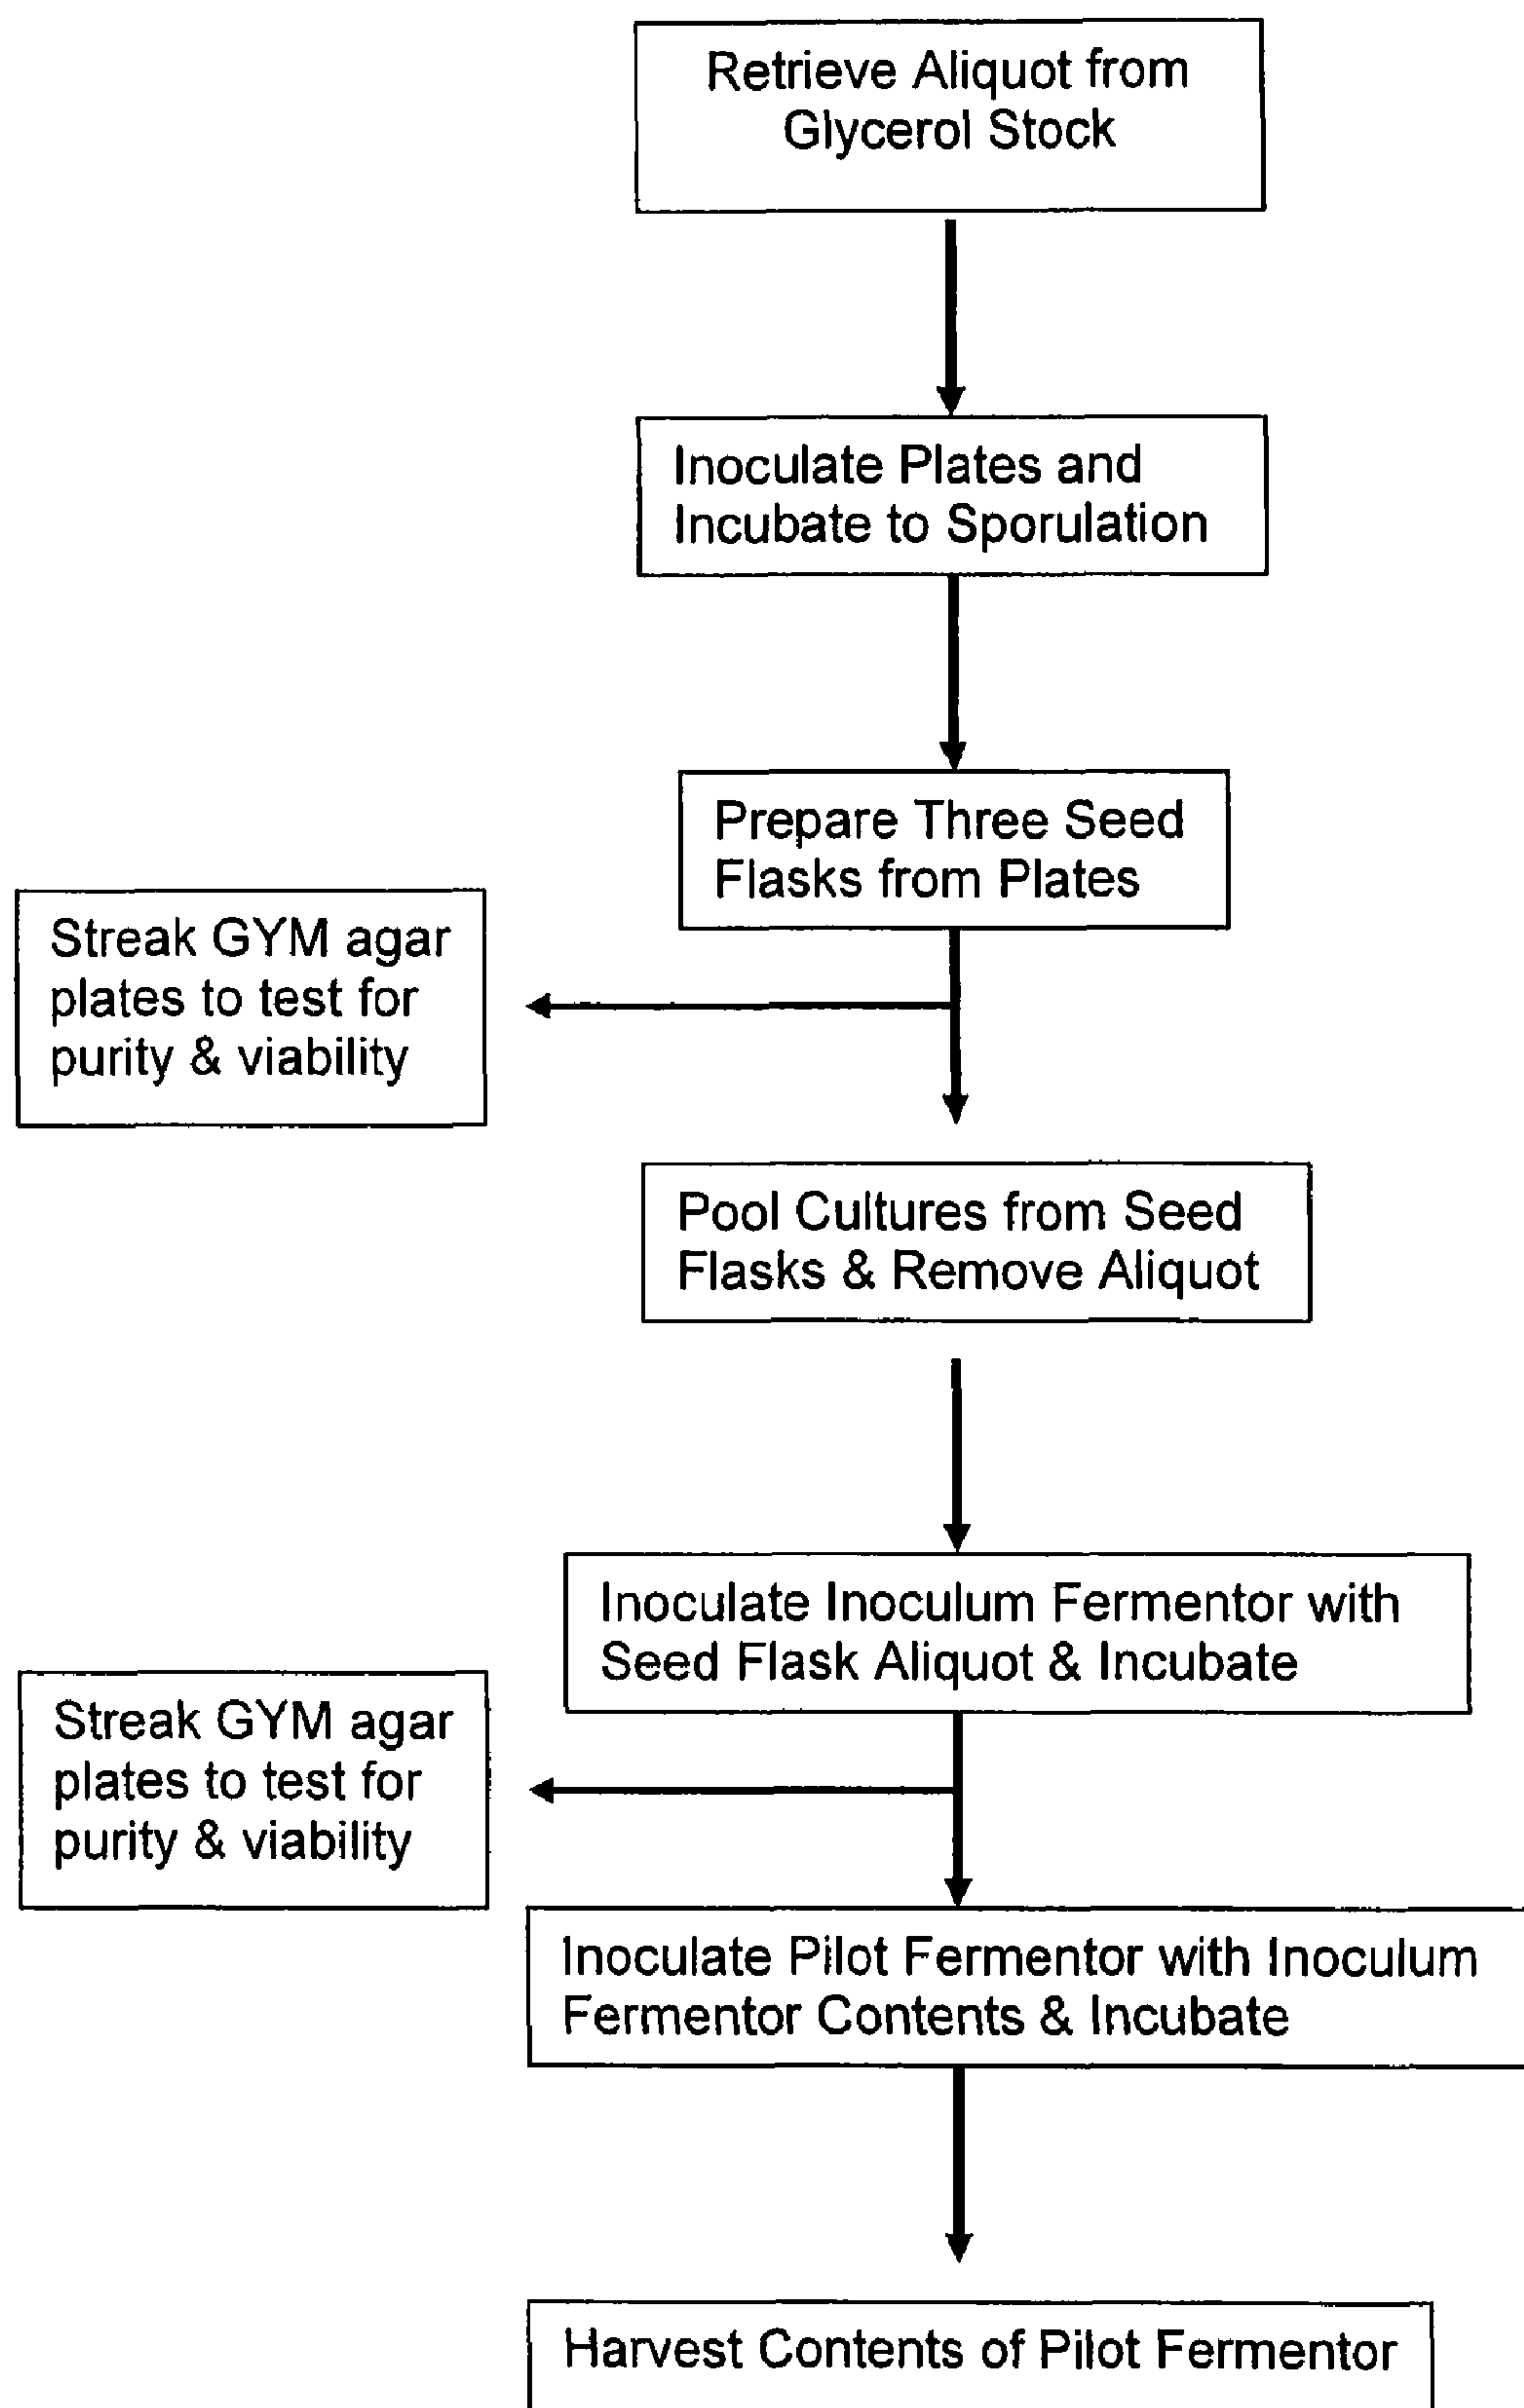 Retrieve Aliquot from
Glycerol Stock
Inoculate Plates and
Incubate to Sporulation
Prepare Three Seed
Flasks from Plates
Streak GYM agar
plates to test for
purity & viability
Pool Cultures from Seed
Flasks & Remove Aliquot
Inoculate Inoculum Fermentor with
Seed Flask Aliquot & Incubate
Streak GYM agar
plates to test for
purity & viability
Inoculate Pilot Fermentor with Inoculum
Fermentor Contents & Incubate
Harvest Contents of Pilot Fermentor